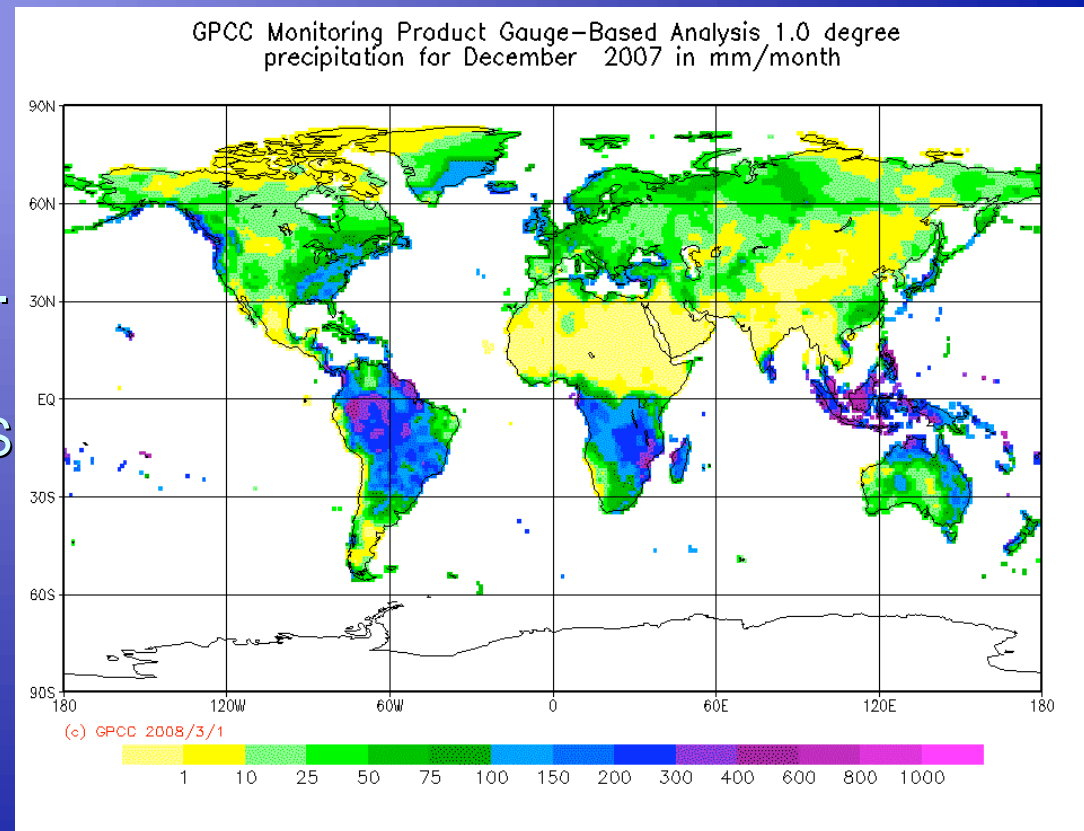 GPCC Monitoring Product Gauge-Based Analysis 1.0 degree
precipitation for December 2007 in mm/month
90N
60N
30N
EQ
S
30S
60S
90S
180 120W 60W 0 60E 120E 180
(c) GPCC 2008/3/1
1 10 25 50 75 100 150 200 300 400 600 800 1000